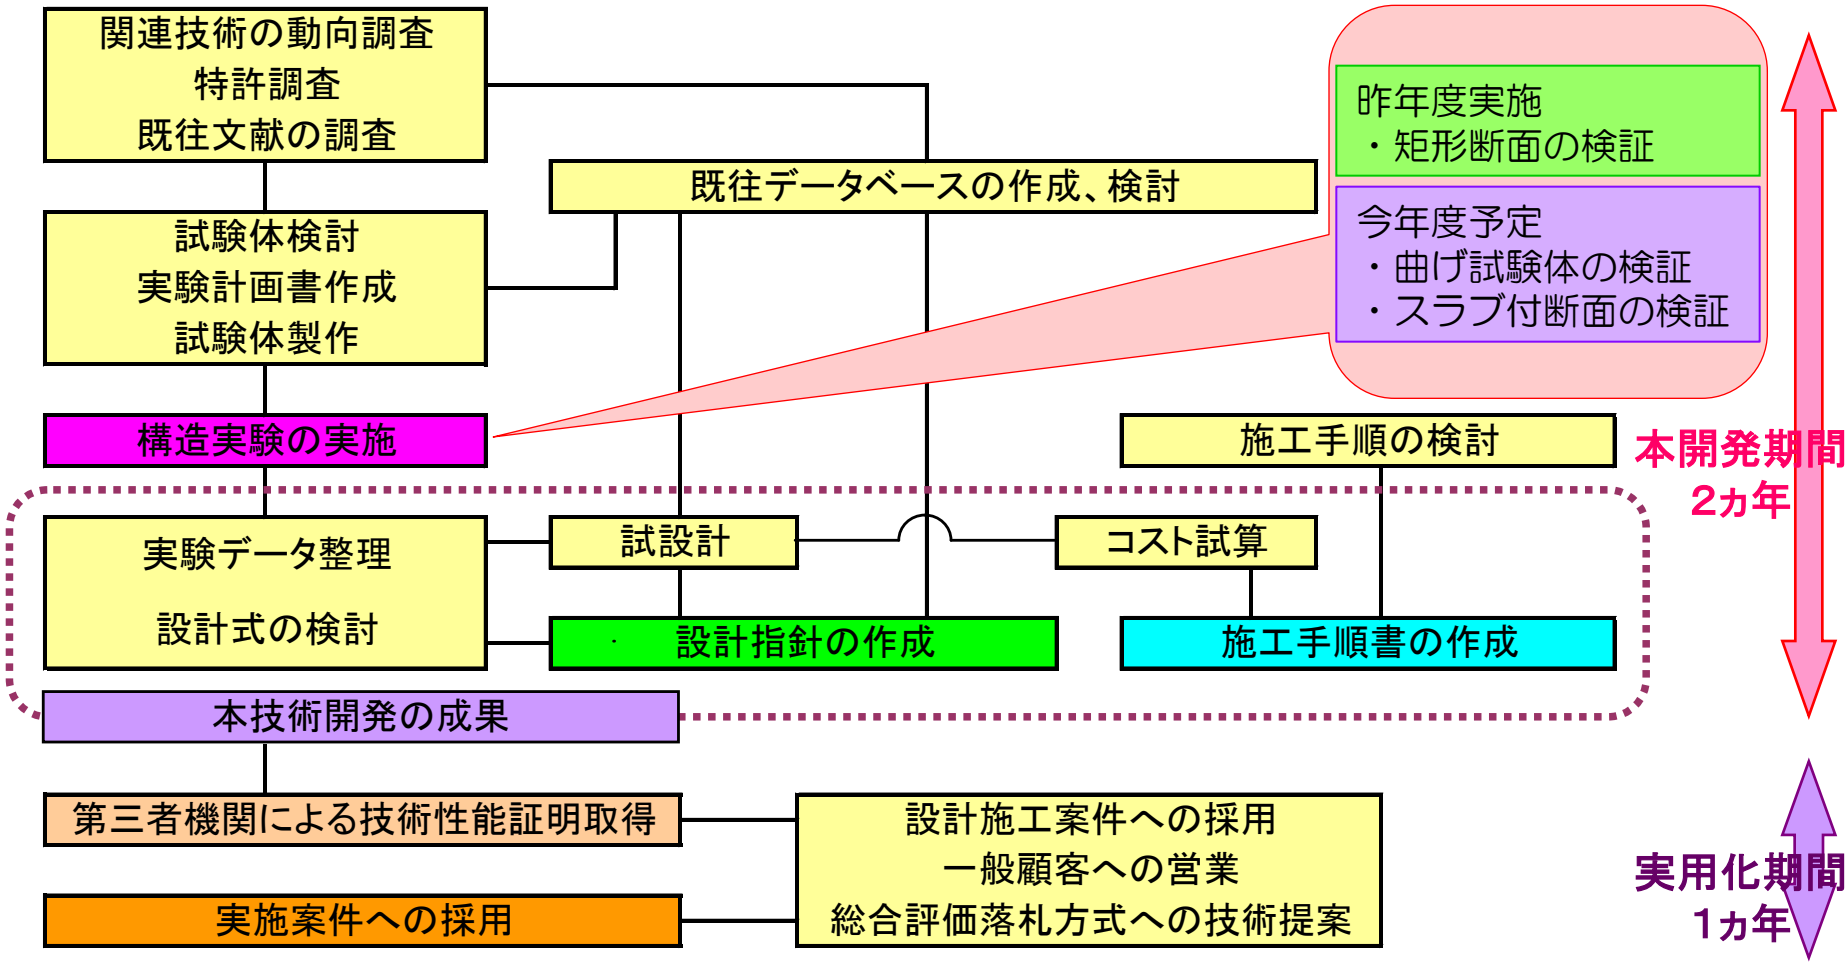 関連技術の動向調査
特許調査
既往文献の調査
既往データベースの作成、検討
昨年度実施
・矩形断面の検証
今年度予定
・曲げ試験体の検証
・スラブ付断面の検証
試験体検討
実験計画書作成
試験体製作
構造実験の実施
施工手順の検討
本開発期間
2ヵ年
実験データ整理
設計式の検討
試設計
コスト試算
・設計指針の作成
施工手順書の作成
本技術開発の成果
第三者機関による技術性能証明取得
実施案件への採用
設計施工案件への採用
一般顧客への営業
総合評価落札方式への技術提案
実用化期間
1ヵ年